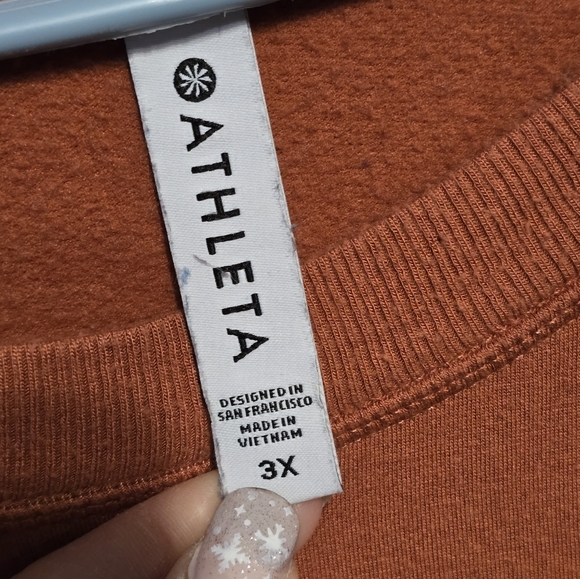 ATHLETA
DESIGNED IN
SAN FRANCISCO
MADE IN
VIETNAM
3X